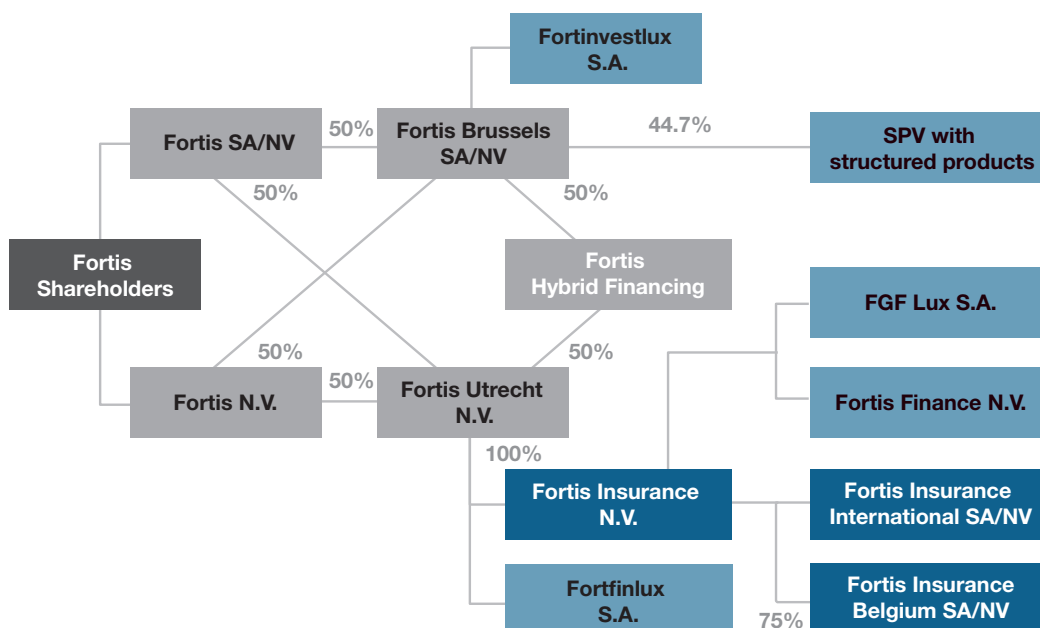 Fortinvestlux
S.A.
Fortis SA/NV
50%
Fortis Brussels
SA/NV
44.7%
SPV with
structured products
50%
50%
Fortis
Shareholders
Fortis
Hybrid Financing
FGF Lux S.A.
50%
50%
50%
Fortis N.V.
Fortis Utrecht
N.V.
Fortis Finance N.V.
100%
Fortis Insurance
N.V.
Fortis Insurance
International SA/NV
Fortfinlux
S.A.
75%
Fortis Insurance
Belgium SA/NV